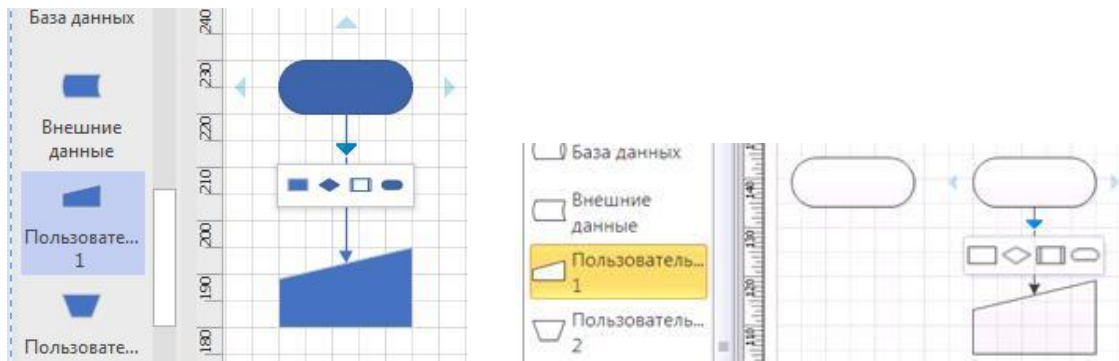 База данных
Внешние
данные
Пользовате...
1
Пользовате...
240
230
220
210
200
190
180
База данных
Внешние
данные
Пользователь...
1
Пользователь...
2
140
130
120
110